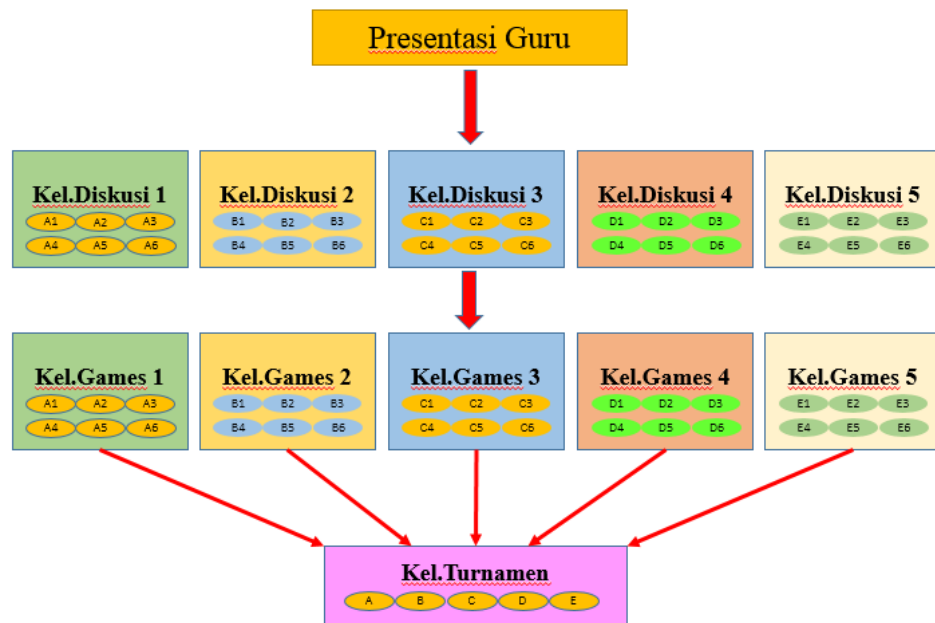 Presentasi Guru
Kel.Diskusi 1
A1 A2 A3
A4 A5 A6
Kel.Diskusi 2
B1 B2 B3
B4 B5 B6
Kel.Diskusi 3
C1 C2 C3
C4 C5 C6
Kel.Diskusi 4
D1 D2 D3
D4 D5 D6
Kel.Diskusi 5
E1 E2 E3
E4 E5 E6
Kel.Games 1
A1 A2 A3
A4 A5 A6
Kel.Games 2
B1 B2 B3
B4 B5 B6
Kel.Games 3
C1 C2 C3
C4 C5 C6
Kel.Games 4
D1 D2 D3
D4 D5 D6
Kel.Games 5
E1 E2 E3
E4 E5 E6
Kel.Turnamen
A B C D E